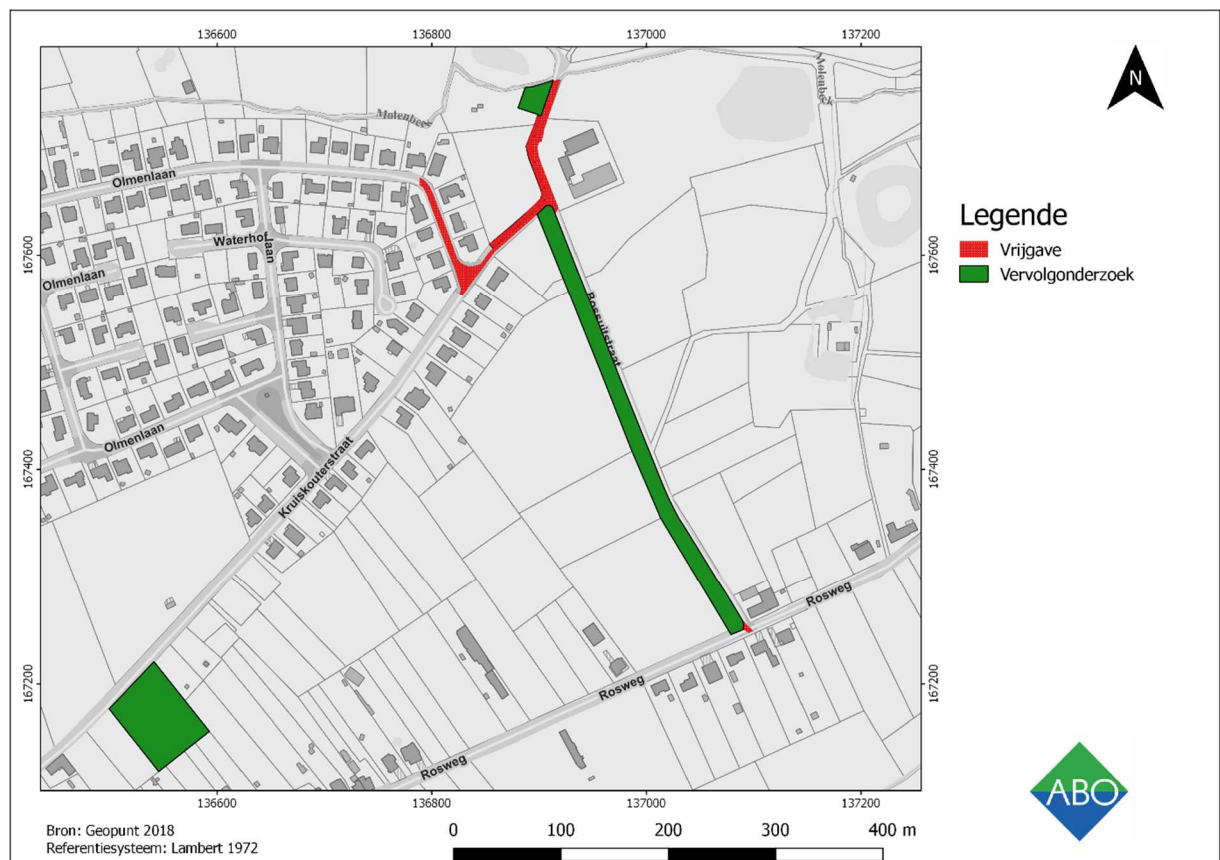 136600 136800 137000 137200
N
Molenbeek
Molenbeek
Olmenlaan
Legende
Vrijgave
Vervolgonderzoek
Waterhof
laan
167600
167600
Olmenlaan
Bossuitstraat
Olmenlaan
Kruiskouterstraat
167400
167400
Rosweg
167200
167200
Rosweg
Rosweg
ABO
136600 136800 137000 137200
Bron: Geopunt 2018
Referentiesysteem: Lambert 1972
0 100 200 300 400 m